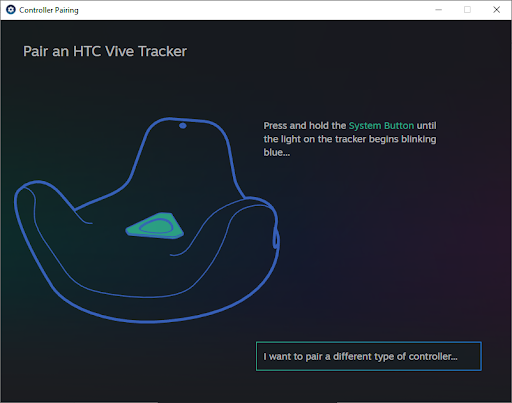 Controller Pairing
Pair an HTC Vive Tracker
Press and hold the System Button until
the light on the tracker begins blinking
blue...
I want to pair a different type of controller...